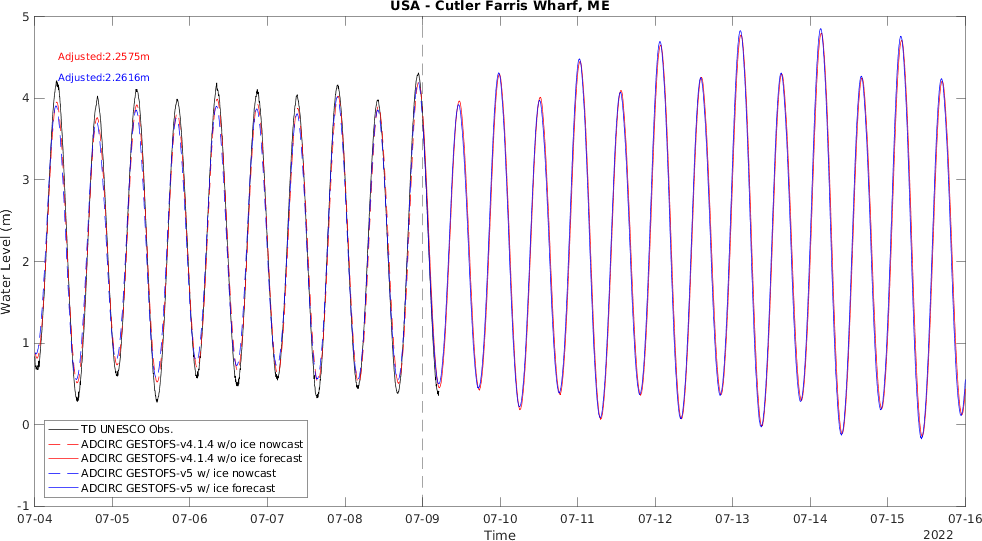 USA - Cutler Farris Wharf, ME
5
Adjusted:2.2575m
Adjusted:2.2616m
4
3
2
1
0
-1
Water Level (m)
TD UNESCO Obs.
ADCIRC GESTOFS-v4.1.4 w/o ice nowcast
ADCIRC GESTOFS-v4.1.4 w/o ice forecast
ADCIRC GESTOFS-v5 w/ ice nowcast
ADCIRC GESTOFS-v5 w/ ice forecast
07-04 07-05 07-06 07-07 07-08 07-09 07-10 07-11 07-12 07-13 07-14 07-15 07-16
Time
2022